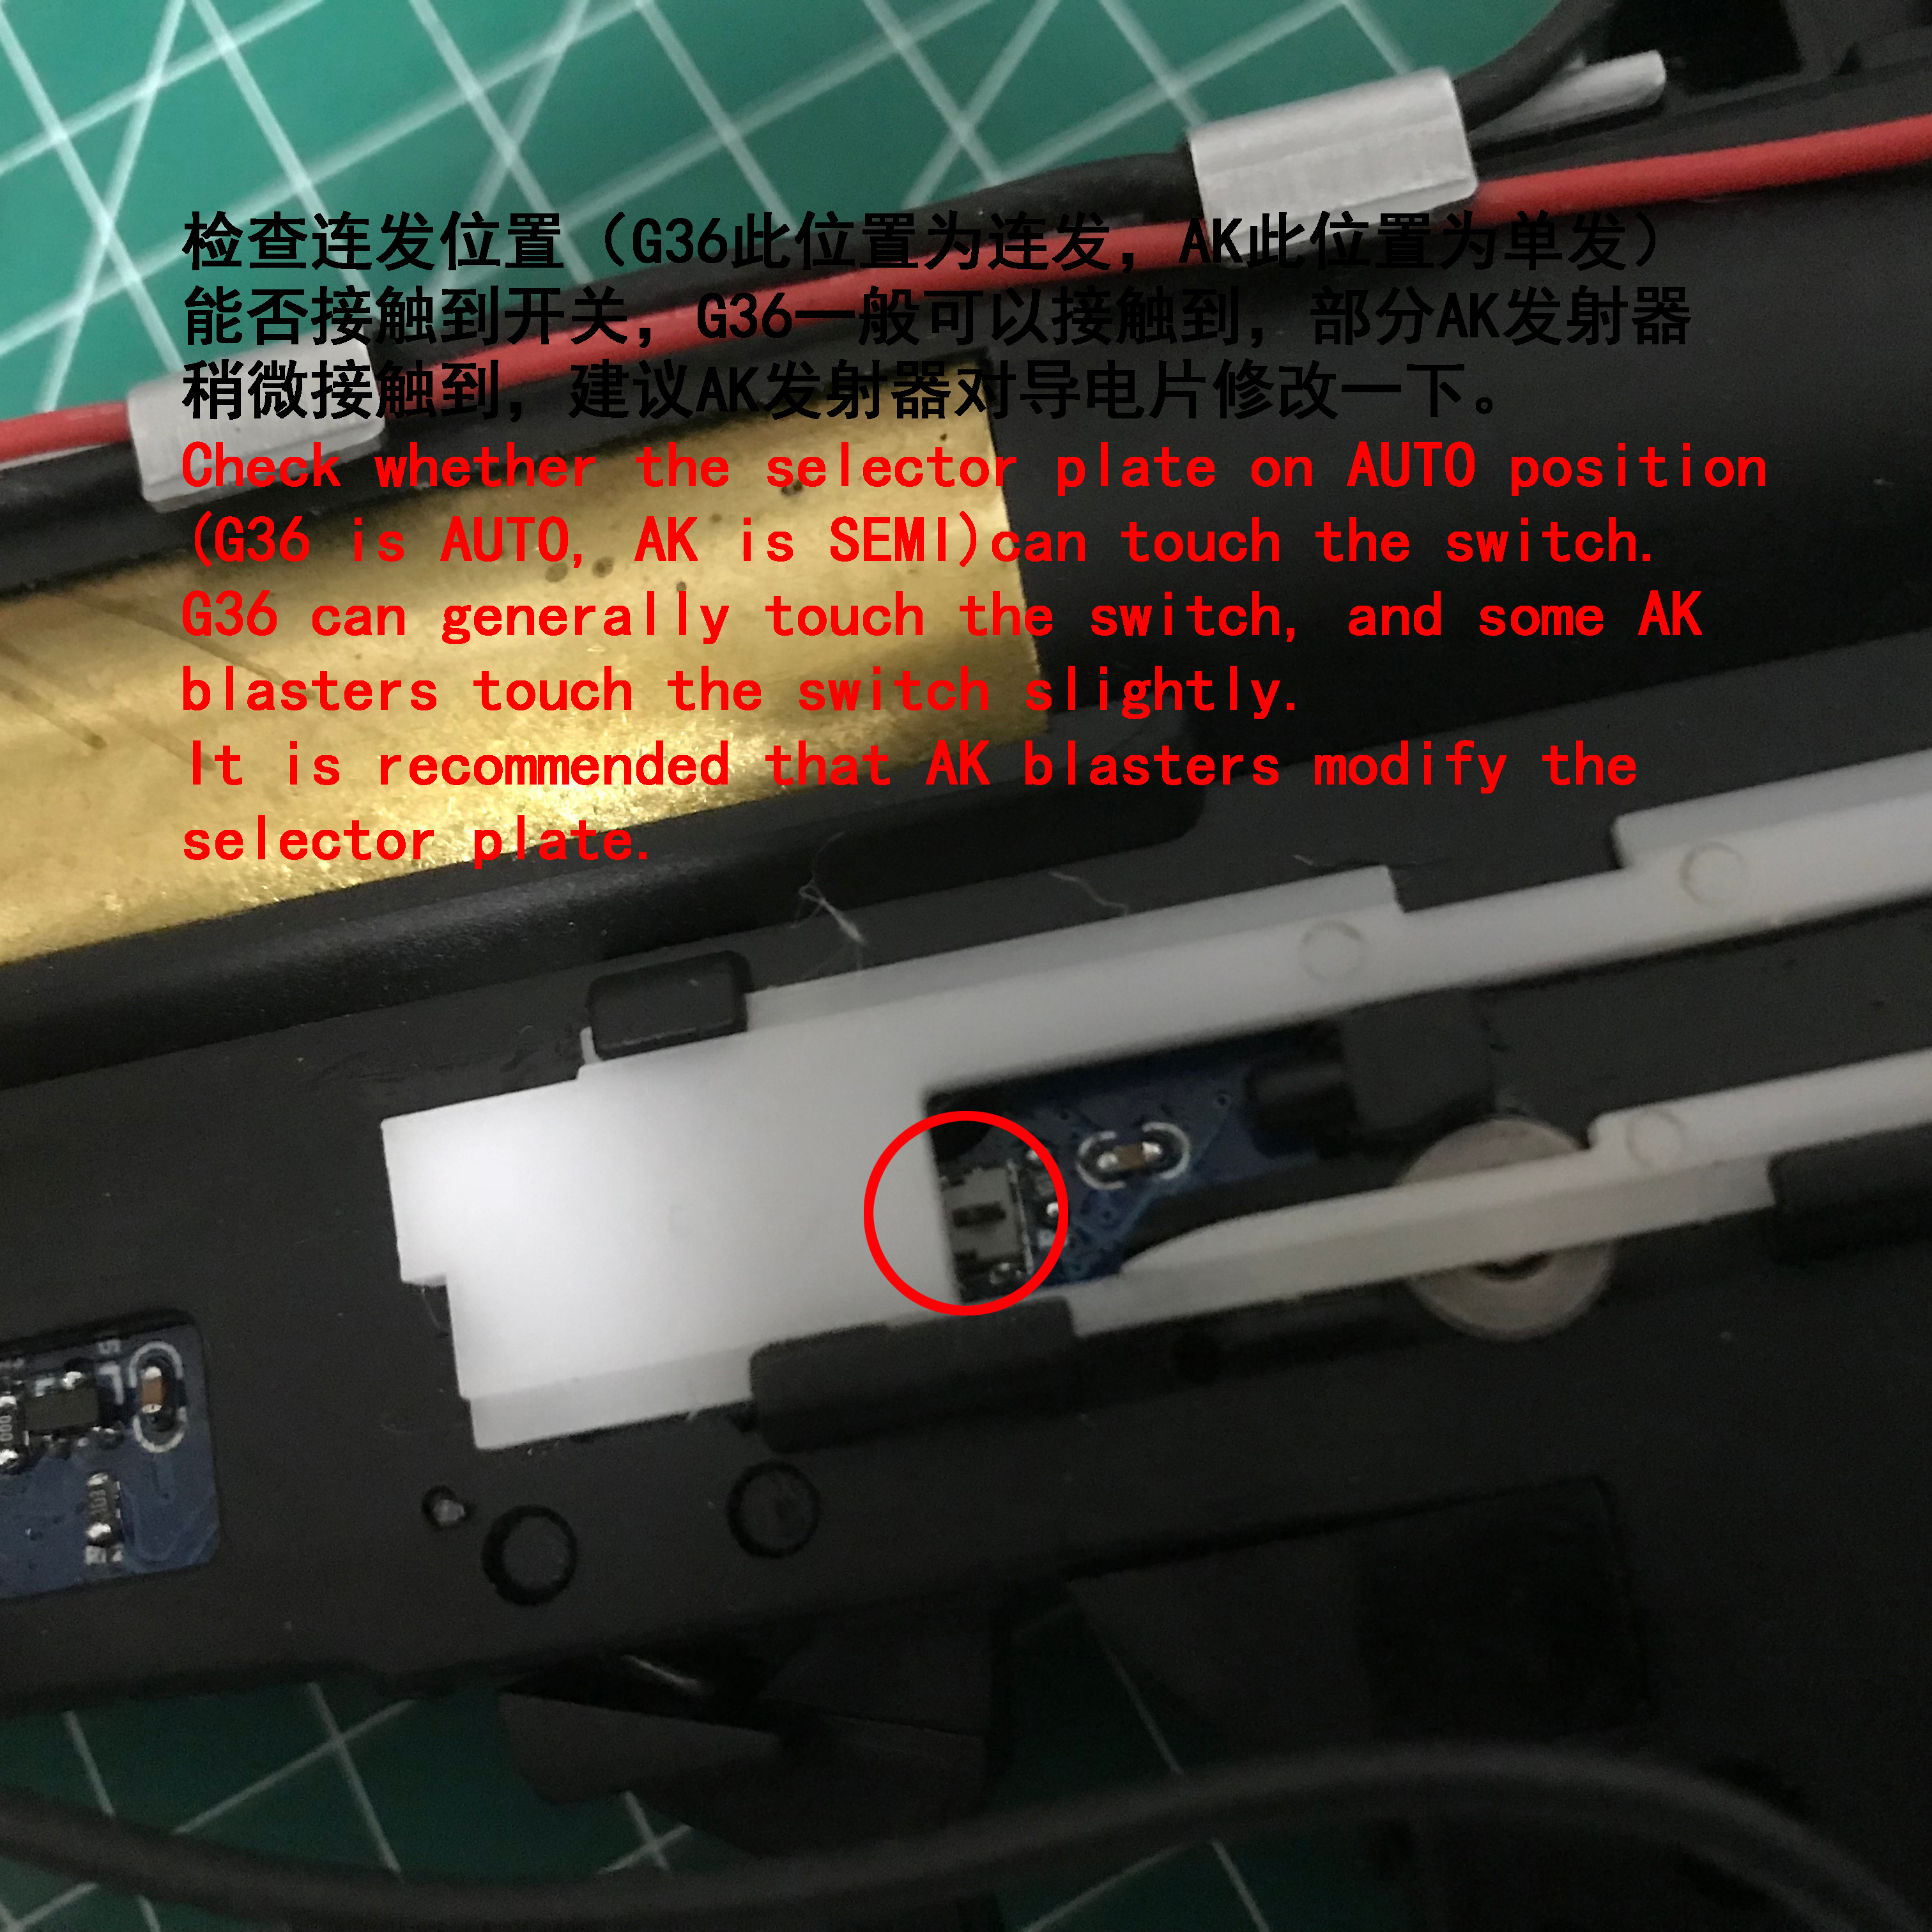 检查连发位置（G36此位置为连发，AK此位置为单发）
能否接触到开关，G36一般可以接触到，部分AK发射器
稍微接触到，建议AK发射器对导电片修改一下。
Check whether the selector plate on AUTO position
(G36 is AUTO, AK is SEMI)can touch the switch.
G36 can generally touch the switch, and some AK
blasters touch the switch slightly.
It is recommended that AK blasters modify the
selector plate.